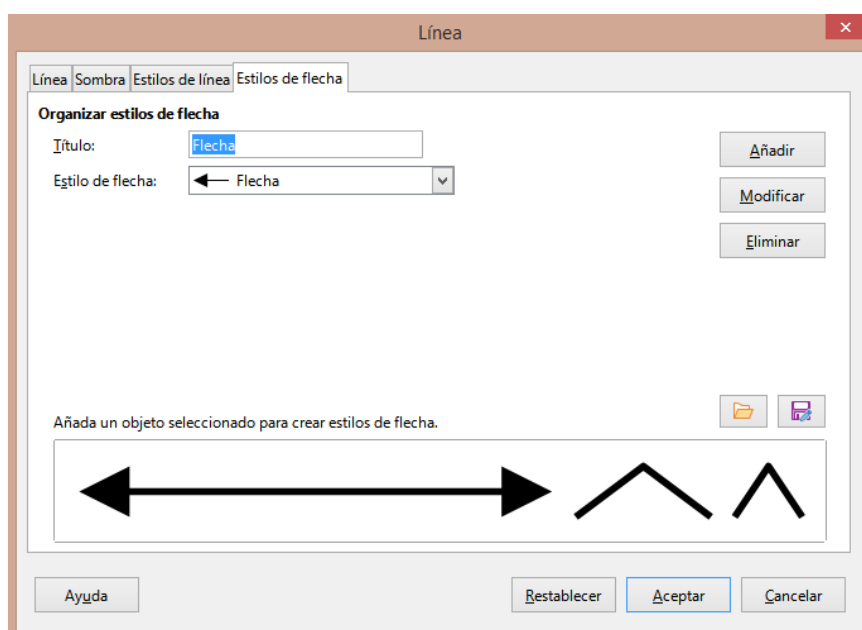 Línea
Línea Sombra Estilos de línea Estilos de flecha
Organizar estilos de flecha
Título: Flecha
Añadir
Estilo de flecha: Flecha
Modificar
Eliminar
Añada un objeto seleccionado para crear estilos de flecha.
Ayuda Restablecer Aceptar Cancelar